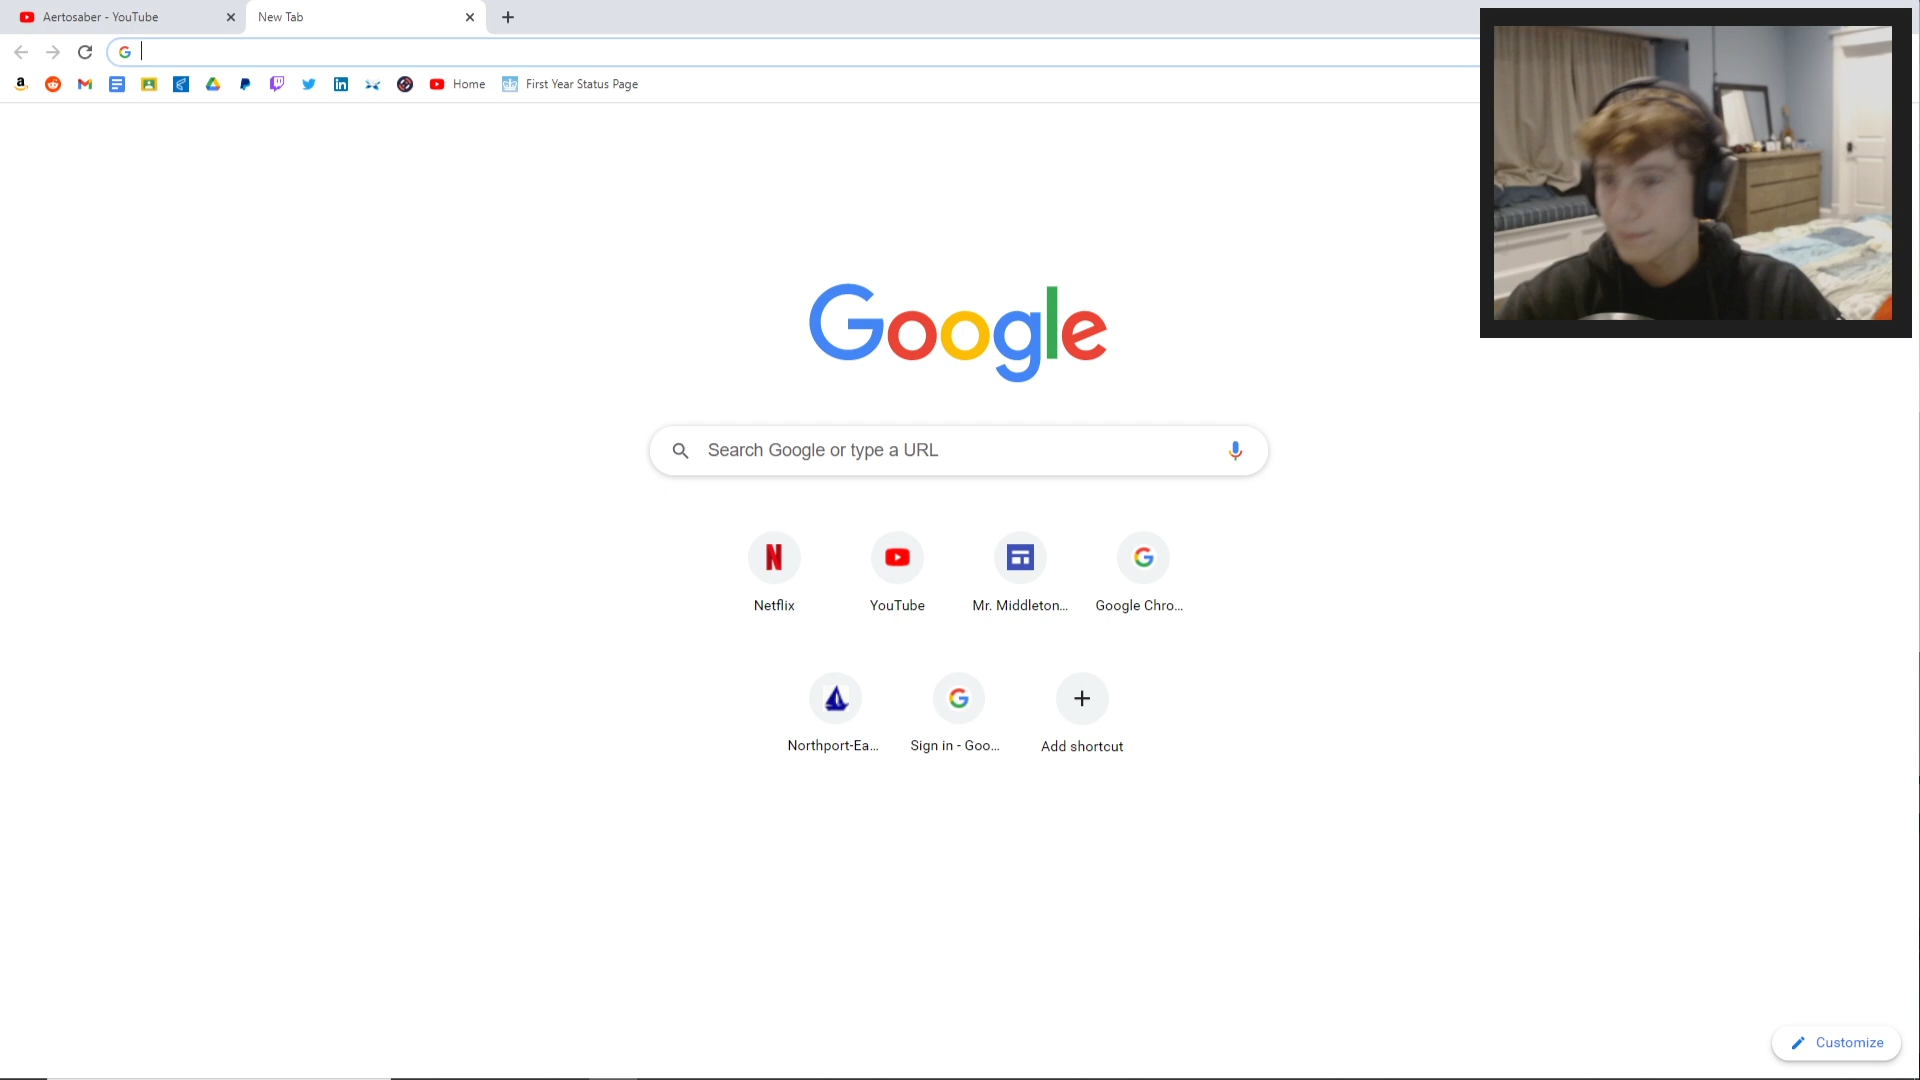 Aertosaber - YouTube
New Tab
Home
First Year Status Page
Google
Search Google or type a URL
Netflix
YouTube
Mr. Middleton...
Google Chro...
Northport-Ea...
Sign in - Goo...
Add shortcut
Customize